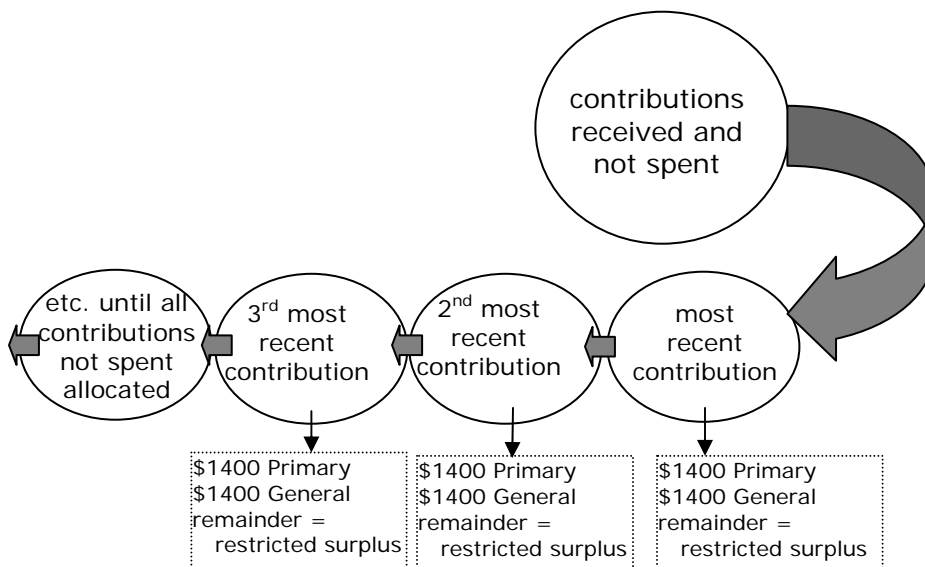 contributions
received and
not spent
etc. until all
contributions
not spent
allocated
3rd most
recent
contribution
2nd most
recent
contribution
most
recent
contribution
$1400 Primary
$1400 General
remainder =
restricted surplus
$1400 Primary
$1400 General
remainder =
restricted surplus
$1400 Primary
$1400 General
remainder =
restricted surplus